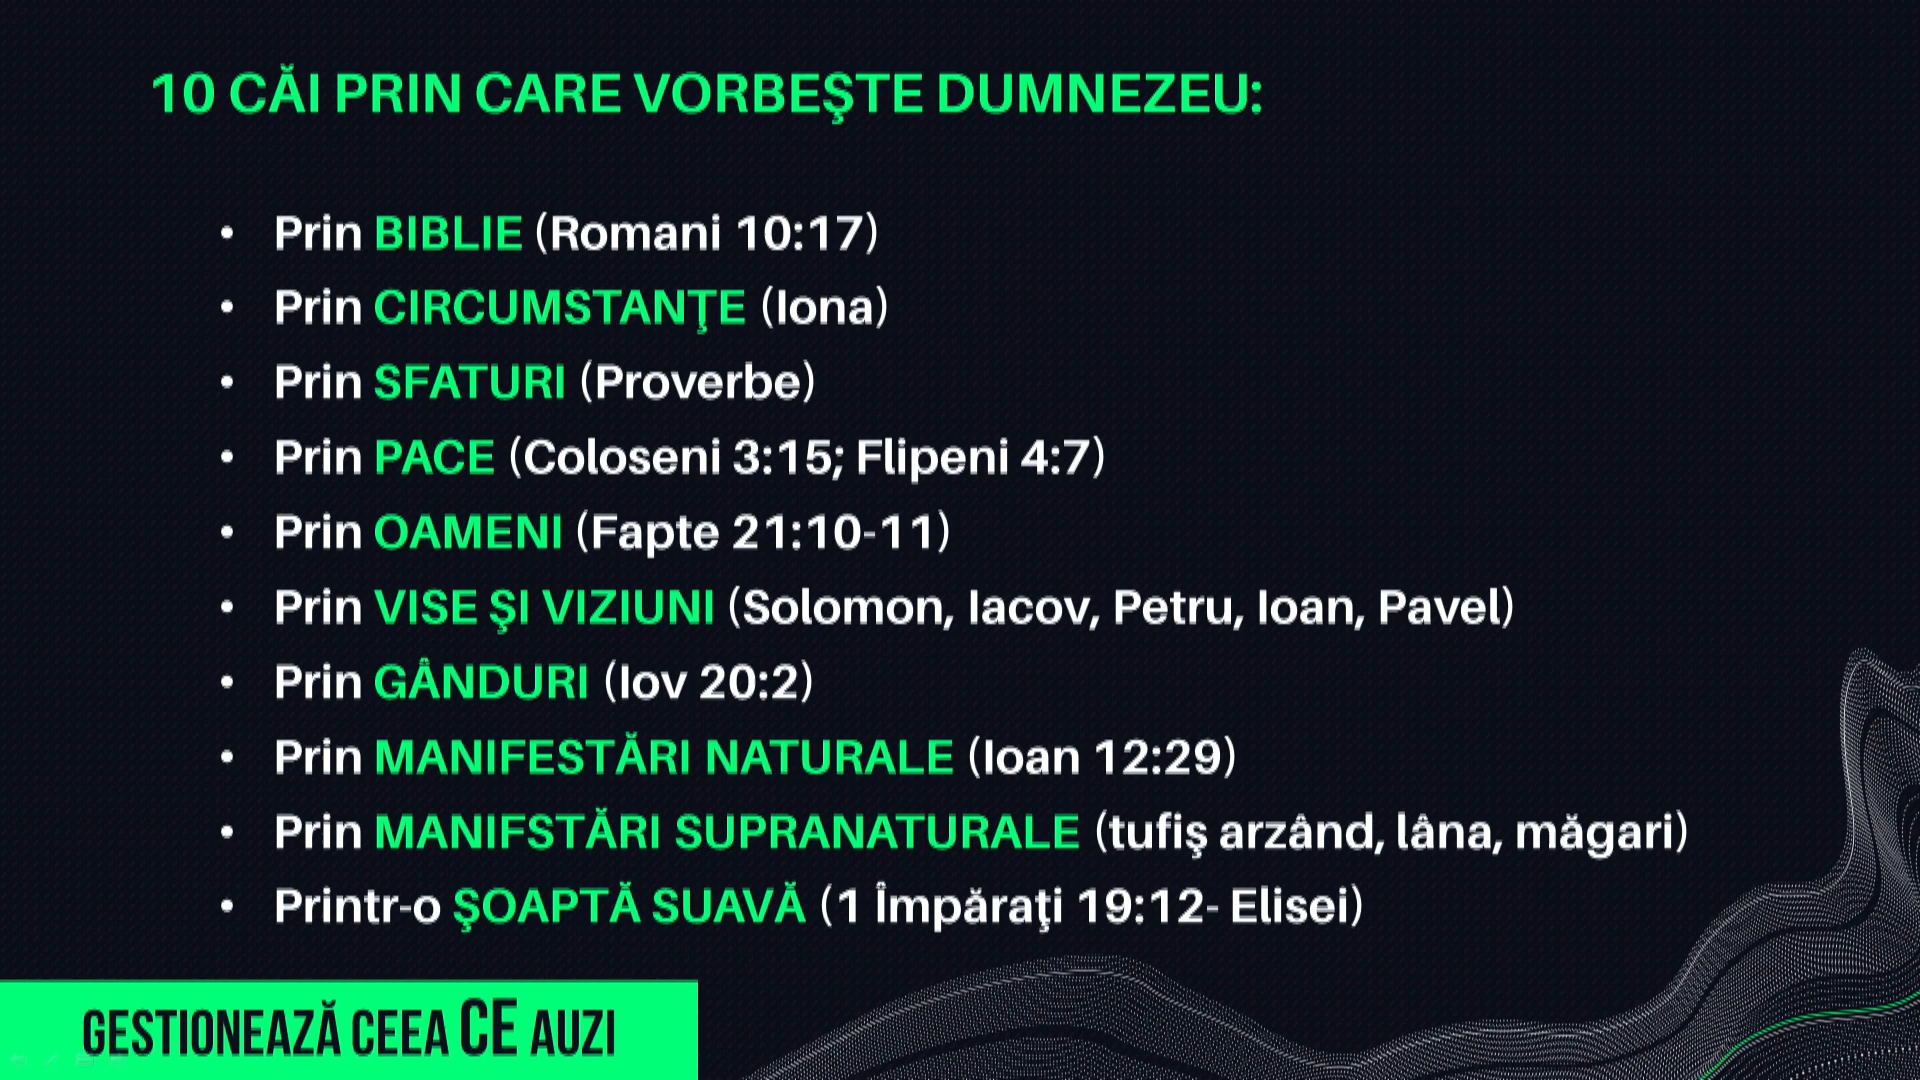 10 CĂI PRIN CARE VORBEŞTE DUMNEZEU:
• Prin BIBLIE (Romani 10:17)
• Prin CIRCUMSTANŢE (Iona)
• Prin SFATURI (Proverbe)
• Prin PACE (Coloseni 3:15; Flipeni 4:7)
• Prin OAMENI (Fapte 21:10-11)
• Prin VISE ŞI VIZIUNI (Solomon, Iacov, Petru, Ioan, Pavel)
• Prin GÂNDURI (Iov 20:2)
• Prin MANIFESTĂRI NATURALE (Ioan 12:29)
• Prin MANIFSTĂRI SUPRANATURALE (tufiş arzând, lâna, măgari)
• Printr-o ŞOAPTĂ SUAVĂ (1 Împăraţi 19:12- Elisei)
GESTIONEAZĂ CEEA CE AUZI